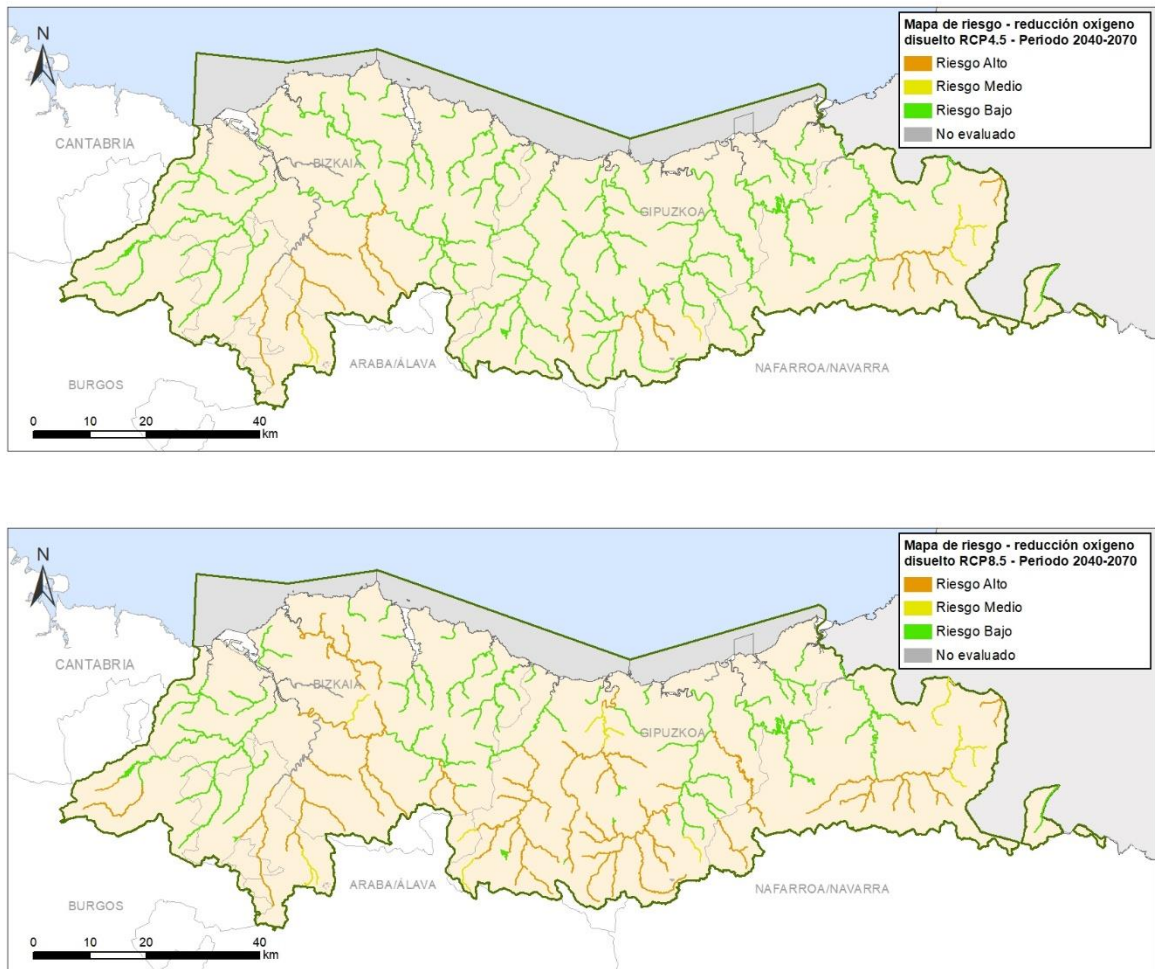 N
Mapa de riesgo - reducción oxígeno
disuelto RCP4.5 - Periodo 2040-2070
Riesgo Alto
Riesgo Medio
Riesgo Bajo
No evaluado
CANTABRIA
BIZKAIA
GIPUZKOA
ARABA/ÁLAVA
NAFARROA/NAVARRA
BURGOS
0 10 20 40
km
N
Mapa de riesgo - reducción oxígeno
disuelto RCP8.5 - Periodo 2040-2070
Riesgo Alto
Riesgo Medio
Riesgo Bajo
No evaluado
CANTABRIA
BIZKAIA
GIPUZKOA
ARABA/ÁLAVA
NAFARROA/NAVARRA
BURGOS
0 10 20 40
km